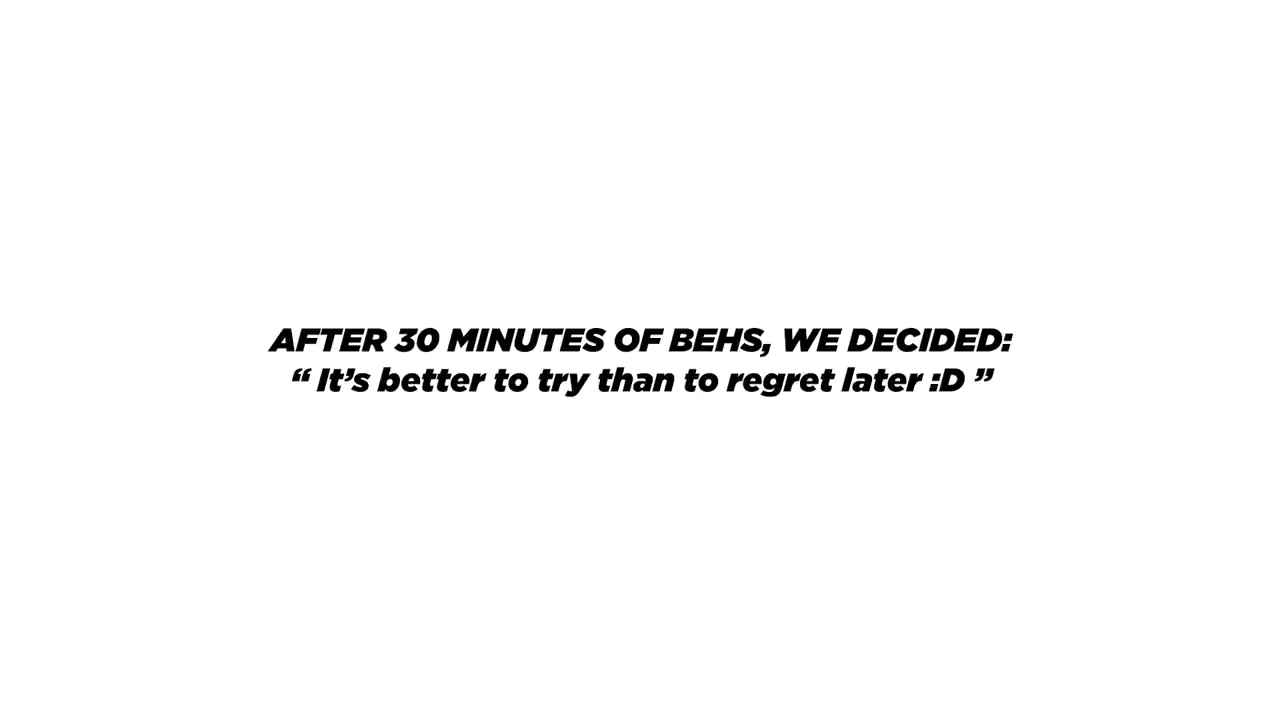 AFTER 30 MINUTES OF BEHS, WE DECIDED:
“ It’s better to try than to regret later :D ”